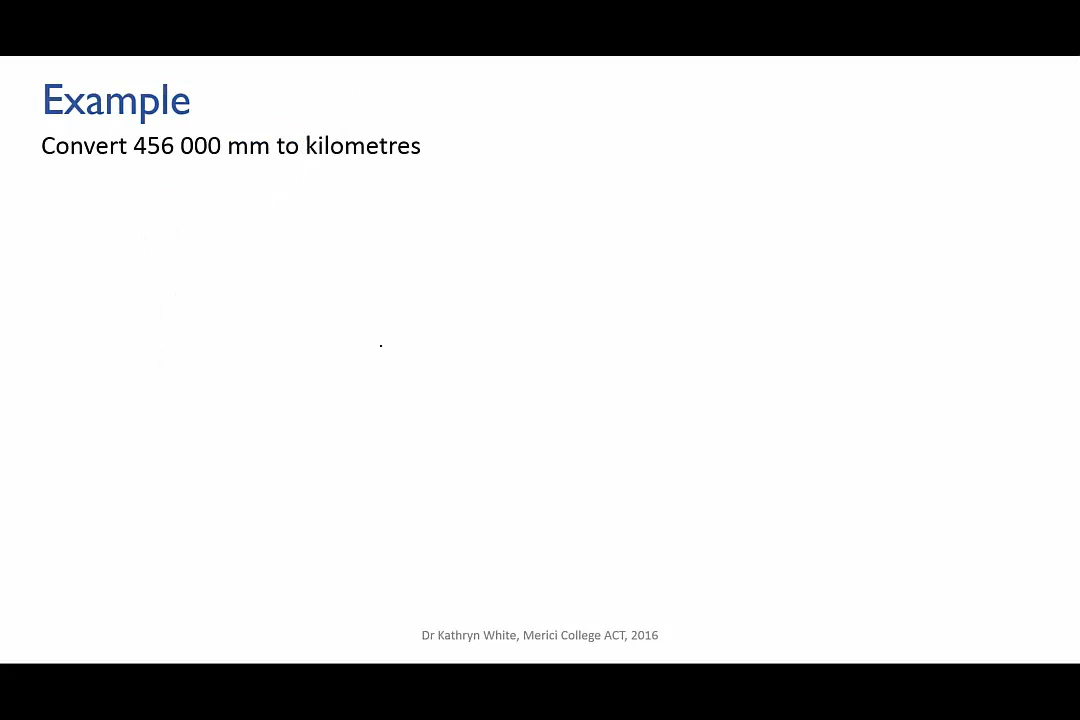 Example
Convert 456 000 mm to kilometres
Dr Kathryn White, Merici College ACT, 2016